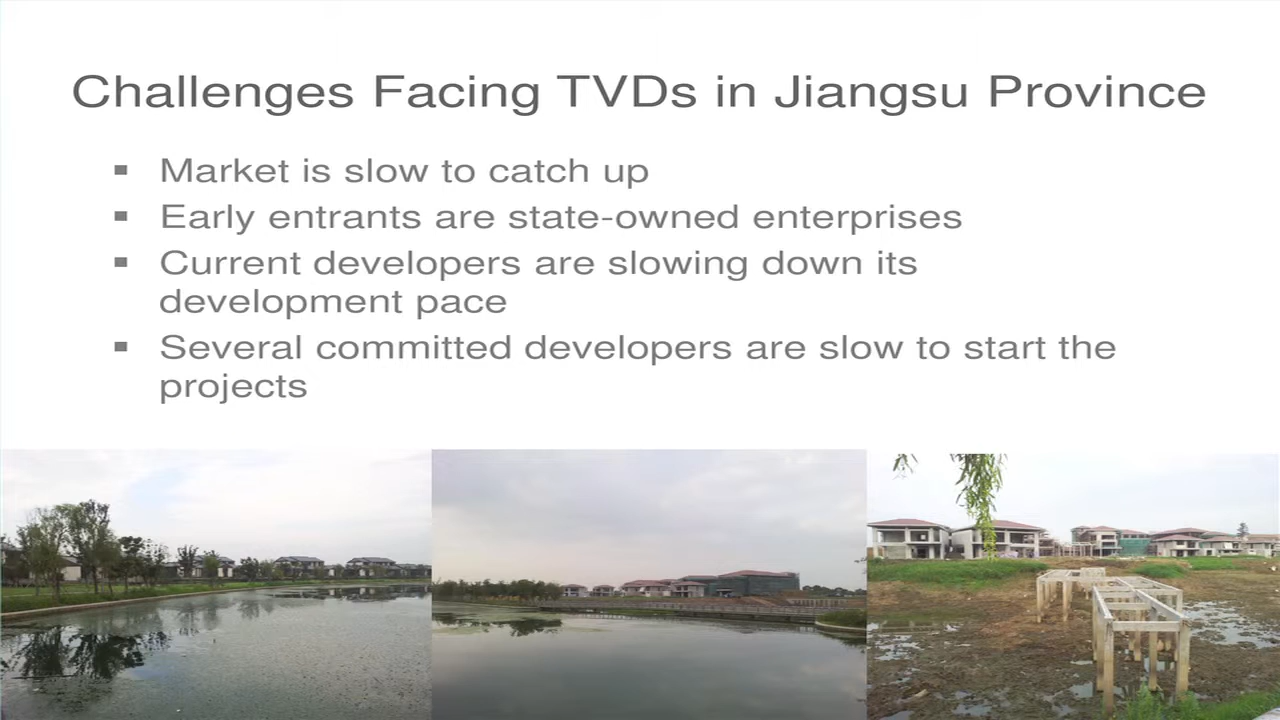 Challenges Facing TVDs in Jiangsu Province
▪ Market is slow to catch up
▪ Early entrants are state-owned enterprises
▪ Current developers are slowing down its
development pace
▪ Several committed developers are slow to start the
projects